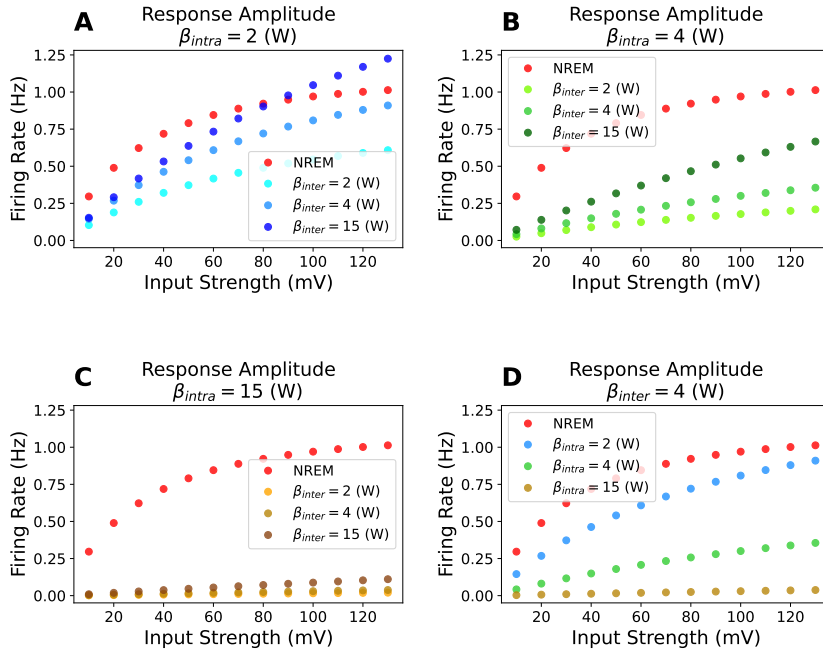 A
Response Amplitude
β_intra = 2 (W)
Firing Rate (Hz)
1.25
1.00
0.75
0.50
0.25
0.00
NREM
β_inter = 2 (W)
β_inter = 4 (W)
β_inter = 15 (W)
20 40 60 80 100 120
Input Strength (mV)
B
Response Amplitude
β_intra = 4 (W)
Firing Rate (Hz)
1.25
1.00
0.75
0.50
0.25
0.00
NREM
β_inter = 2 (W)
β_inter = 4 (W)
β_inter = 15 (W)
20 40 60 80 100 120
Input Strength (mV)
C
Response Amplitude
β_intra = 15 (W)
Firing Rate (Hz)
1.25
1.00
0.75
0.50
0.25
0.00
NREM
β_inter = 2 (W)
β_inter = 4 (W)
β_inter = 15 (W)
20 40 60 80 100 120
Input Strength (mV)
D
Response Amplitude
β_inter = 4 (W)
Firing Rate (Hz)
1.25
1.00
0.75
0.50
0.25
0.00
NREM
β_intra = 2 (W)
β_intra = 4 (W)
β_intra = 15 (W)
20 40 60 80 100 120
Input Strength (mV)